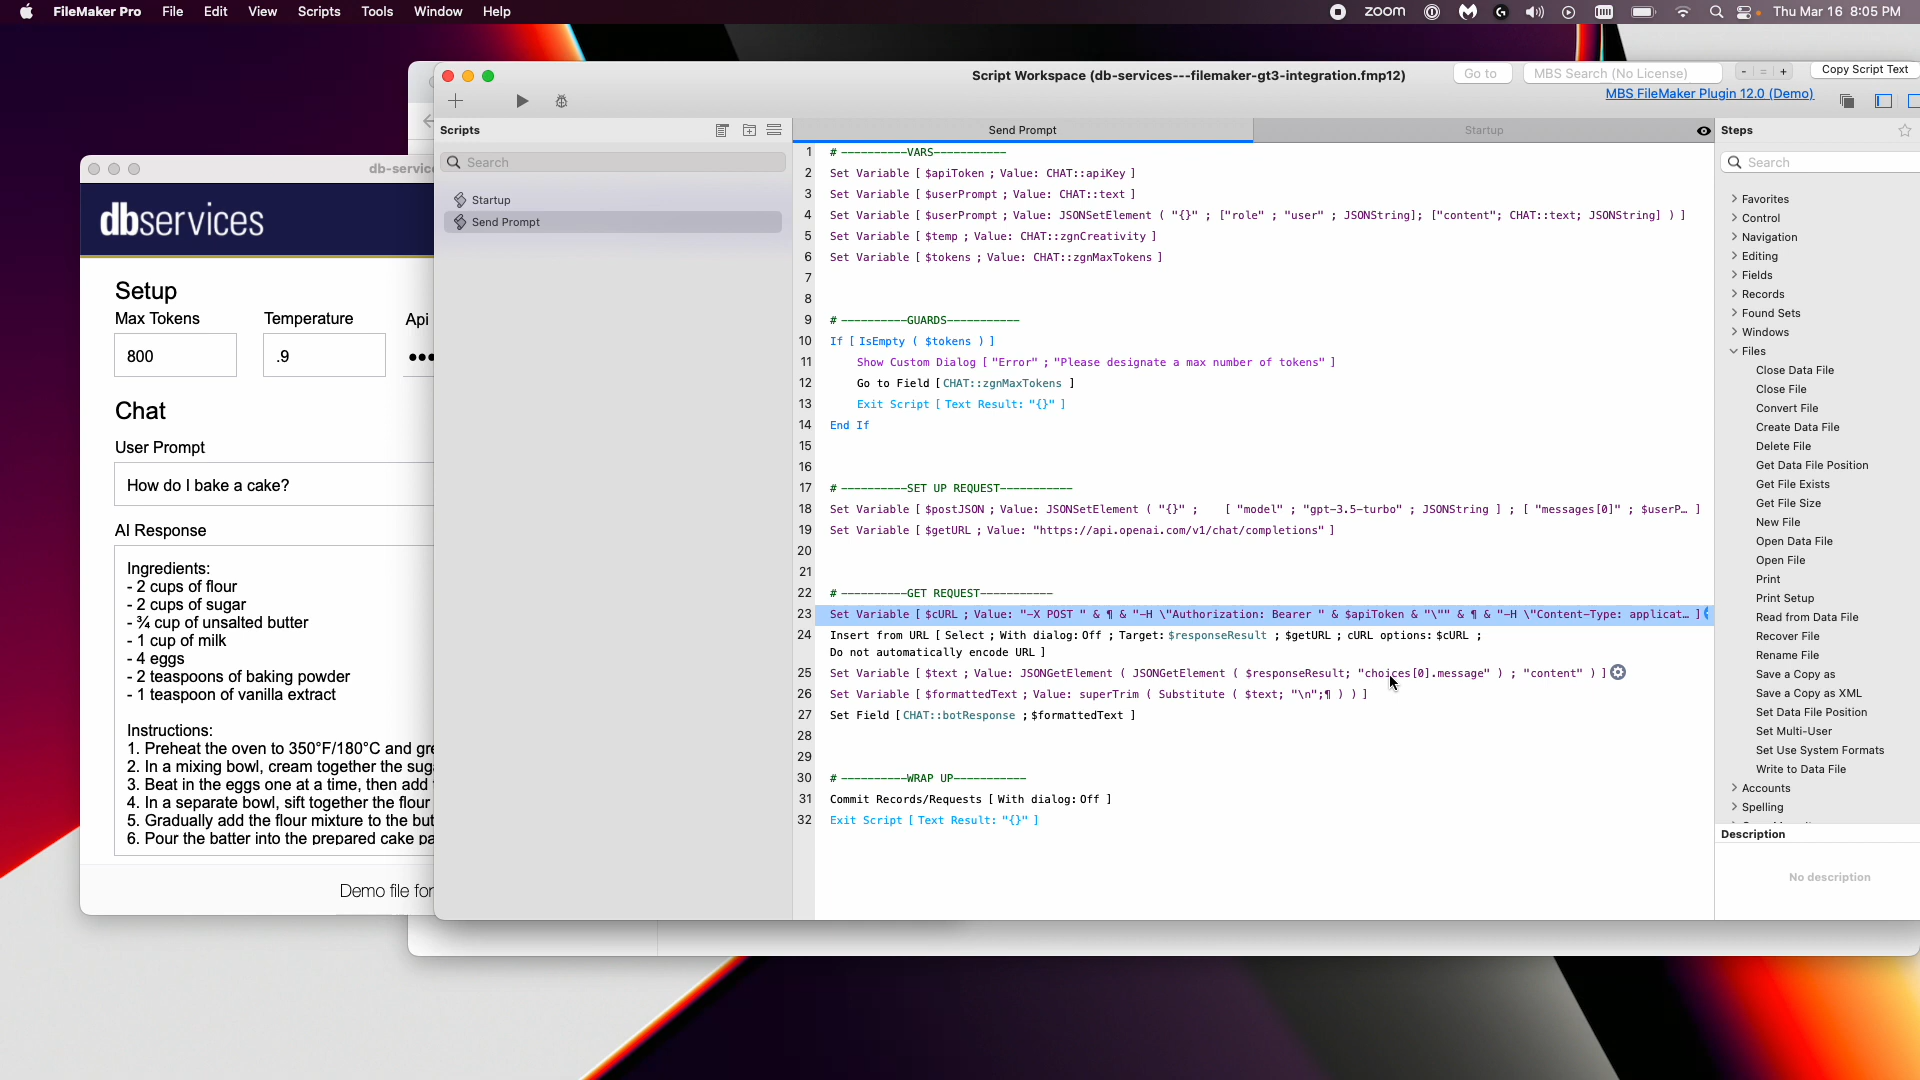 FileMaker Pro File Edit View Scripts Tools Window Help
zoom Thu Mar 16 8:05 PM
Script Workspace (db-services---filemaker-gt3-integration.fmp12)
Go to
MBS Search (No License)
- = +
Copy Script Text
MBS FileMaker Plugin 12.0 (Demo)
db-service
dbservices
Setup
Max Tokens
Temperature
Api
800
.9
•••
Chat
User Prompt
How do I bake a cake?
AI Response
Ingredients:
- 2 cups of flour
- 2 cups of sugar
- ¾ cup of unsalted butter
- 1 cup of milk
- 4 eggs
- 2 teaspoons of baking powder
- 1 teaspoon of vanilla extract
Instructions:
1. Preheat the oven to 350°F/180°C and gre
2. In a mixing bowl, cream together the sug
3. Beat in the eggs one at a time, then add
4. In a separate bowl, sift together the flour
5. Gradually add the flour mixture to the but
6. Pour the batter into the prepared cake pa
Demo file for
Scripts
Search
Startup
Send Prompt
Send Prompt
Startup
1 # ----------VARS-----------
2 Set Variable [ $apiToken ; Value: CHAT::apiKey ]
3 Set Variable [ $userPrompt ; Value: CHAT::text ]
4 Set Variable [ $userPrompt ; Value: JSONSetElement ( "{}" ; ["role" ; "user" ; JSONString]; ["content"; CHAT::text; JSONString] ) ]
5 Set Variable [ $temp ; Value: CHAT::zgnCreativity ]
6 Set Variable [ $tokens ; Value: CHAT::zgnMaxTokens ]
7
8
9 # ----------GUARDS-----------
10 If [ IsEmpty ( $tokens ) ]
11 Show Custom Dialog [ "Error" ; "Please designate a max number of tokens" ]
12 Go to Field [ CHAT::zgnMaxTokens ]
13 Exit Script [ Text Result: "{}" ]
14 End If
15
16
17 # ----------SET UP REQUEST-----------
18 Set Variable [ $postJSON ; Value: JSONSetElement ( "{}" ; [ "model" ; "gpt-3.5-turbo" ; JSONString ] ; [ "messages[0]" ; $userP… ]
19 Set Variable [ $getURL ; Value: "https://api.openai.com/v1/chat/completions" ]
20
21
22 # ----------GET REQUEST-----------
23 Set Variable [ $cURL ; Value: "-X POST " & ¶ & "-H \"Authorization: Bearer " & $apiToken & "\"" & ¶ & "-H \"Content-Type: applicat… ]
24 Insert from URL [ Select ; With dialog: Off ; Target: $responseResult ; $getURL ; cURL options: $cURL ;
Do not automatically encode URL ]
25 Set Variable [ $text ; Value: JSONGetElement ( JSONGetElement ( $responseResult; "choices[0].message" ) ; "content" ) ]
26 Set Variable [ $formattedText ; Value: superTrim ( Substitute ( $text; "\n";¶ ) ) ]
27 Set Field [ CHAT::botResponse ; $formattedText ]
28
29
30 # ----------WRAP UP-----------
31 Commit Records/Requests [ With dialog: Off ]
32 Exit Script [ Text Result: "{}" ]
Steps
Search
Favorites
Control
Navigation
Editing
Fields
Records
Found Sets
Windows
Files
Close Data File
Close File
Convert File
Create Data File
Delete File
Get Data File Position
Get File Exists
Get File Size
New File
Open Data File
Open File
Print
Print Setup
Read from Data File
Recover File
Rename File
Save a Copy as
Save a Copy as XML
Set Data File Position
Set Multi-User
Set Use System Formats
Write to Data File
Accounts
Spelling
Description
No description